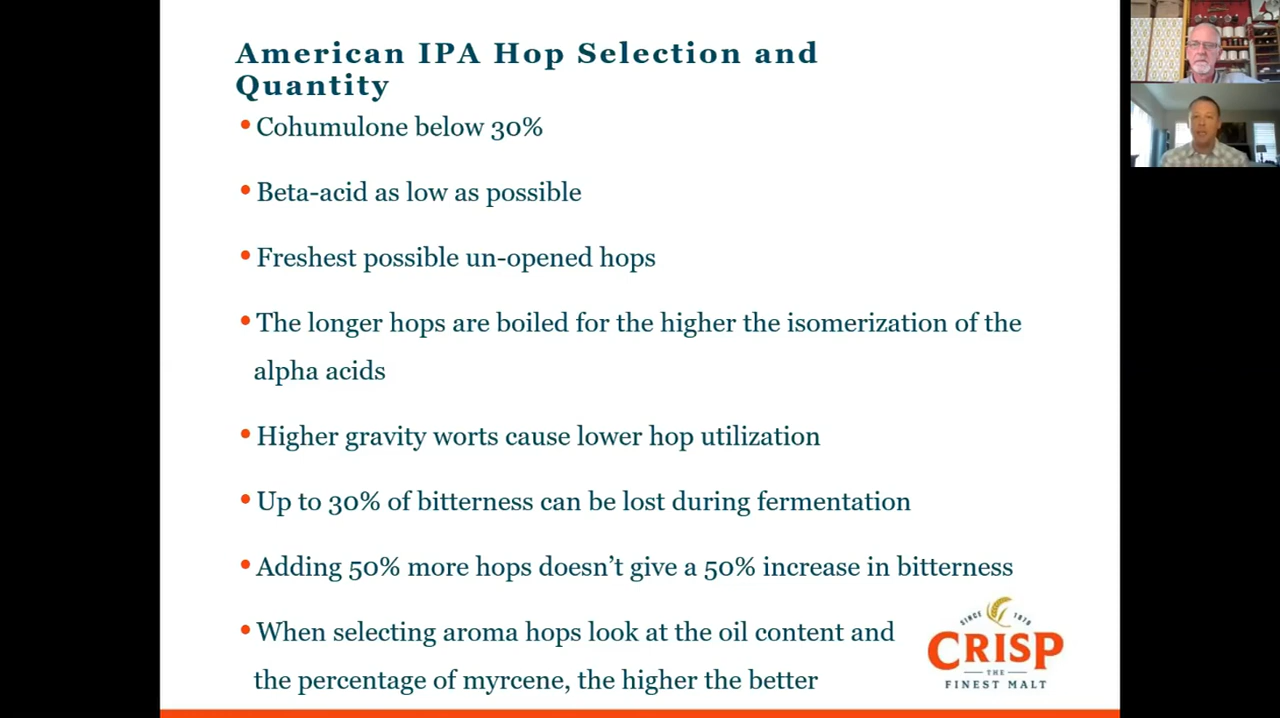 American IPA Hop Selection and
Quantity
• Cohumulone below 30%
• Beta-acid as low as possible
• Freshest possible un-opened hops
• The longer hops are boiled for the higher the isomerization of the
alpha acids
• Higher gravity worts cause lower hop utilization
• Up to 30% of bitterness can be lost during fermentation
• Adding 50% more hops doesn’t give a 50% increase in bitterness
• When selecting aroma hops look at the oil content and
the percentage of myrcene, the higher the better
SINCE 1870
CRISP
THE
FINEST MALT